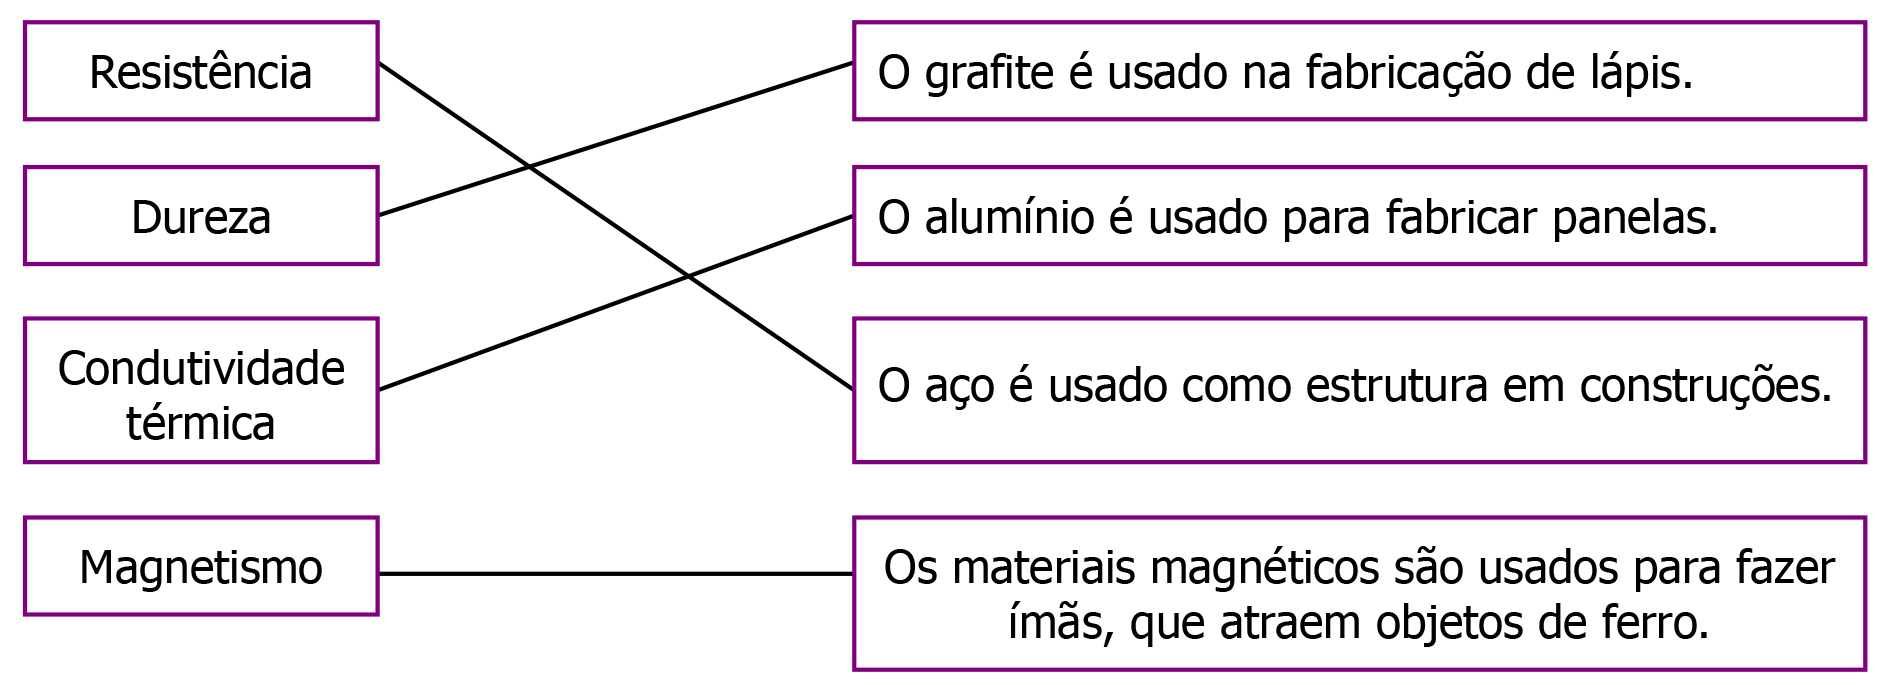 Resistência
O grafite é usado na fabricação de lápis.
Dureza
O alumínio é usado para fabricar panelas.
Condutividade
térmica
O aço é usado como estrutura em construções.
Magnetismo
Os materiais magnéticos são usados para fazer
ímãs, que atraem objetos de ferro.